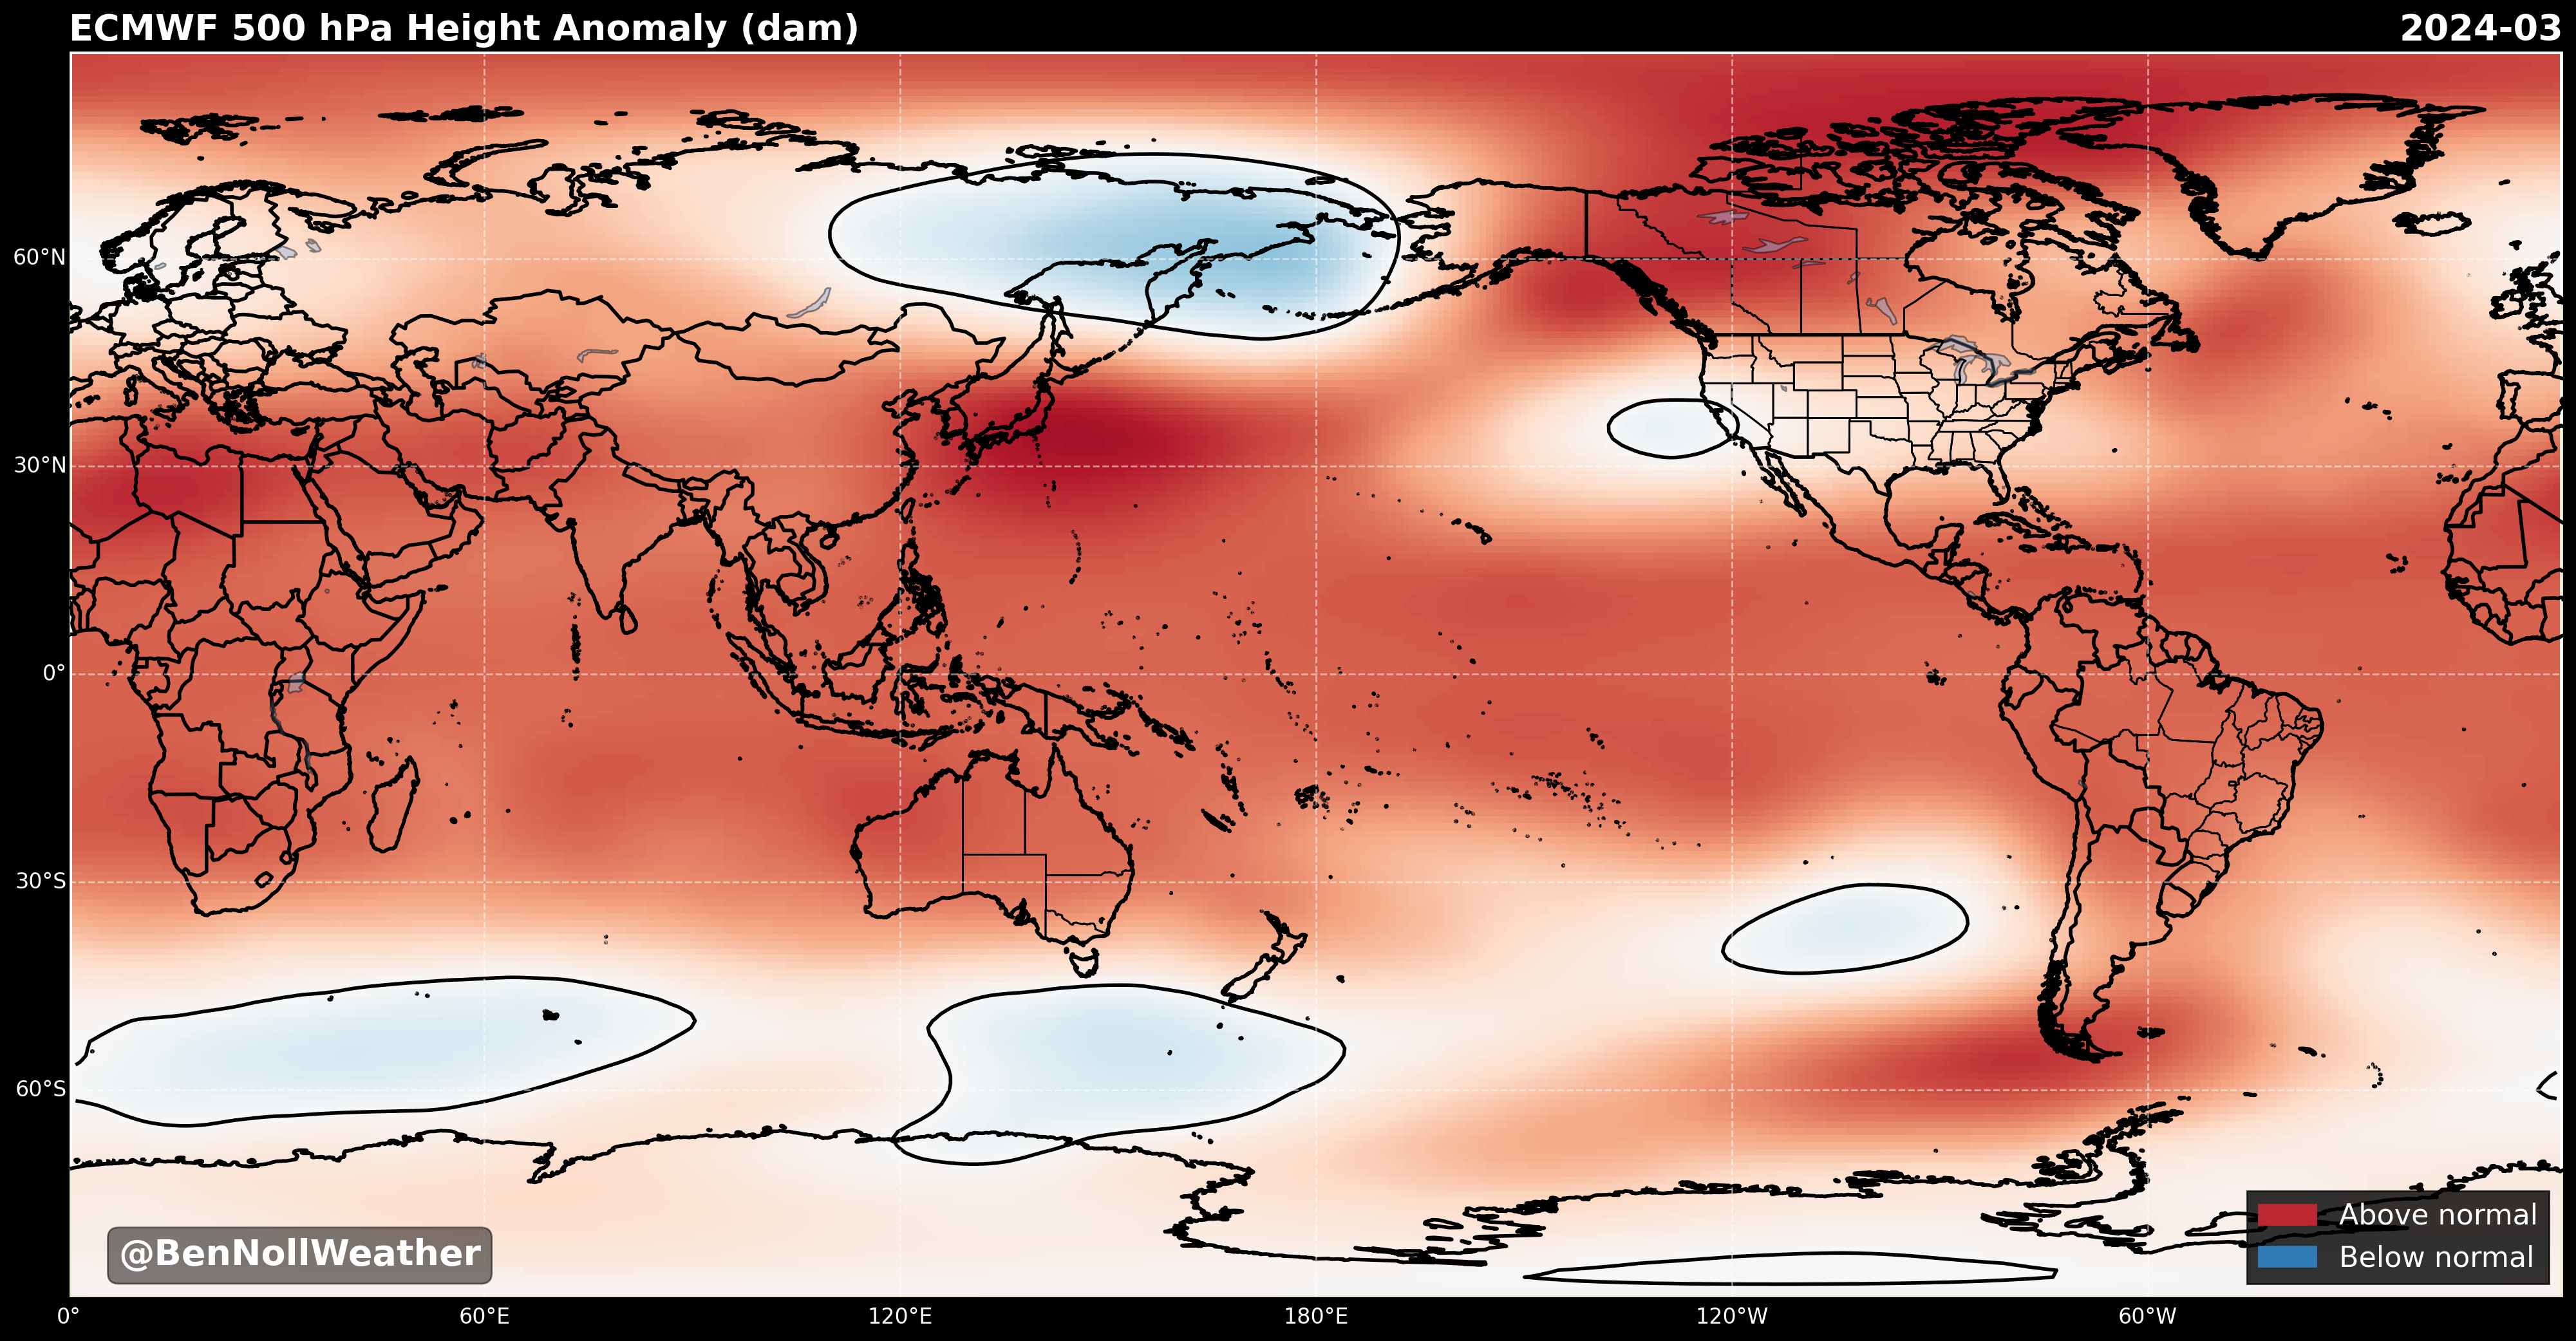 ECMWF 500 hPa Height Anomaly (dam) 2024-03
60°N
30°N
0°
30°S
60°S
@BenNollWeather
Above normal
Below normal
0° 60°E 120°E 180°E 120°W 60°W